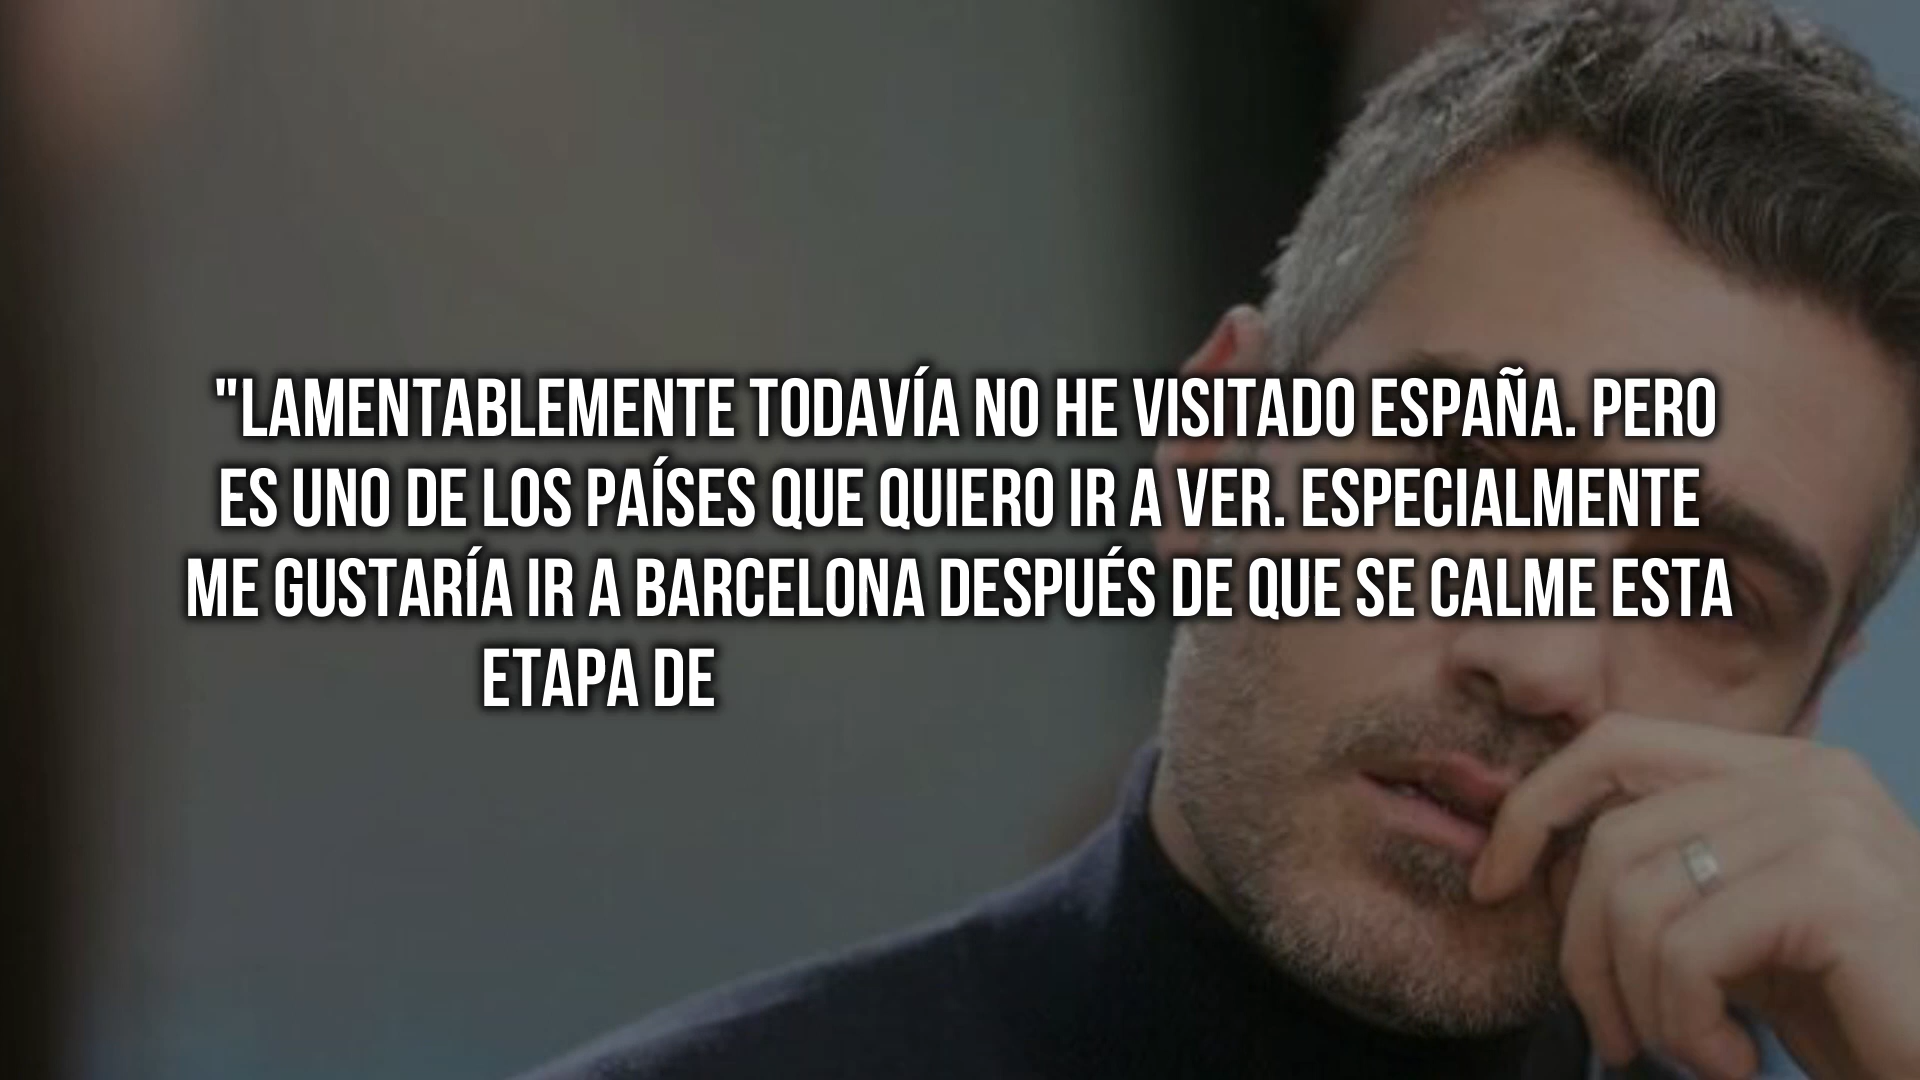 "LAMENTABLEMENTE TODAVÍA NO HE VISITADO ESPAÑA. PERO
ES UNO DE LOS PAÍSES QUE QUIERO IR A VER. ESPECIALMENTE
ME GUSTARÍA IR A BARCELONA DESPUÉS DE QUE SE CALME ESTA
ETAPA DE